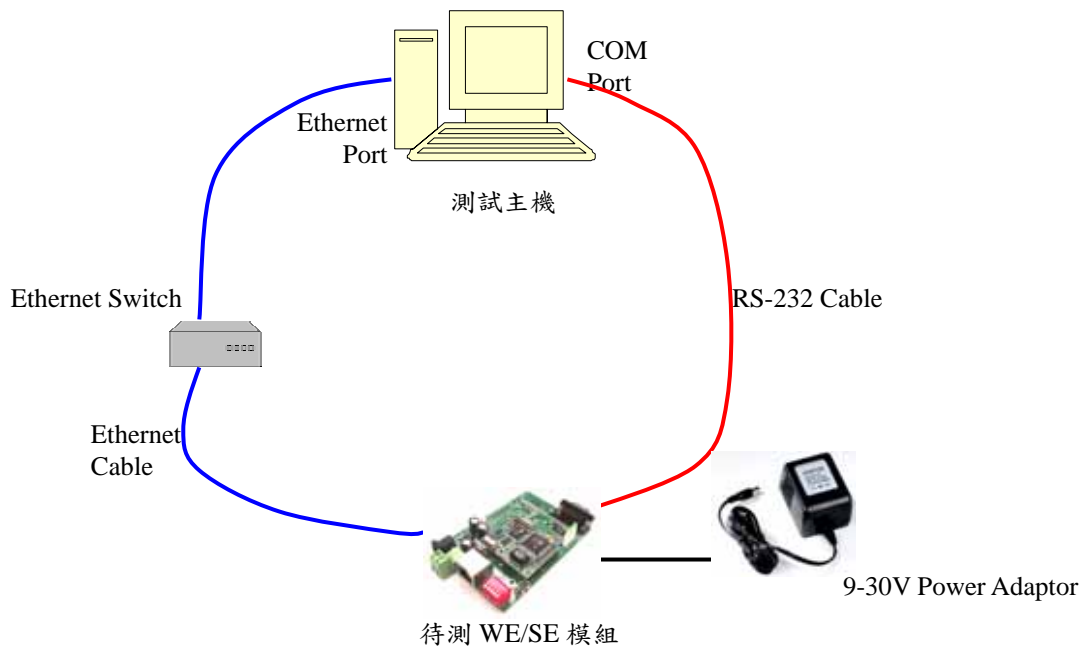 COM
Port
Ethernet
Port
測試主機
Ethernet Switch
RS-232 Cable
Ethernet
Cable
9-30V Power Adaptor
待測 WE/SE 模組